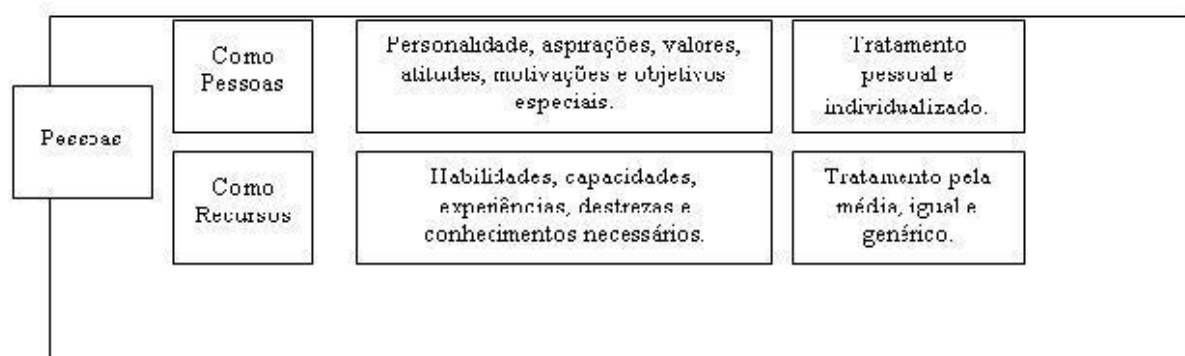 Pessoas
Como
Pessoas
Personalidade, aspirações, valores,
atitudes, motivações e objetivos
especiais.
Tratamento
pessoal e
individualizado.
Como
Recursos
Habilidades, capacidades,
experiências, destrezas e
conhecimentos necessários.
Tratamento pela
média, igual e
genérico.